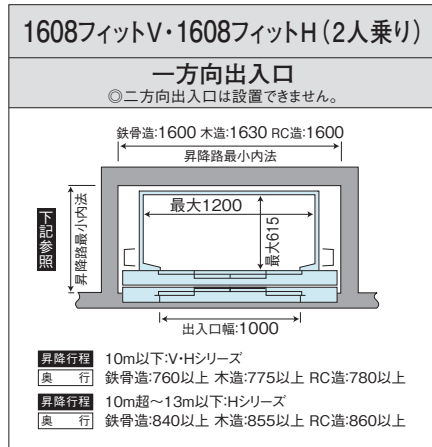 1608フィットV・1608フィットH(2人乗り)
一方向出入口
◎二方向出入口は設置できません。
鉄骨造:1600 木造:1630 RC造:1600
昇降路最小内法
下記参照
昇降路最小内法
最大1200
最大615
出入口幅:1000
昇降行程 10m以下:V・Hシリーズ
奥行 鉄骨造:760以上 木造:775以上 RC造:780以上
昇降行程 10m超〜13m以下:Hシリーズ
奥行 鉄骨造:840以上 木造:855以上 RC造:860以上